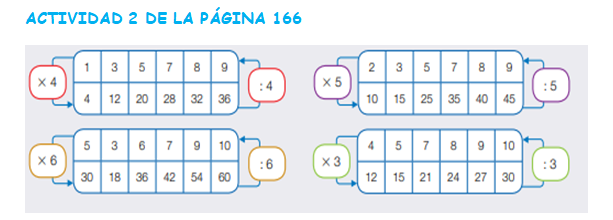 ACTIVIDAD 2 DE LA PÁGINA 166
× 4
1 3 5 7 8 9
4 12 20 28 32 36
: 4
× 5
2 3 5 7 8 9
10 15 25 35 40 45
: 5
× 6
5 3 6 7 9 10
30 18 36 42 54 60
: 6
× 3
4 5 7 8 9 10
12 15 21 24 27 30
: 3